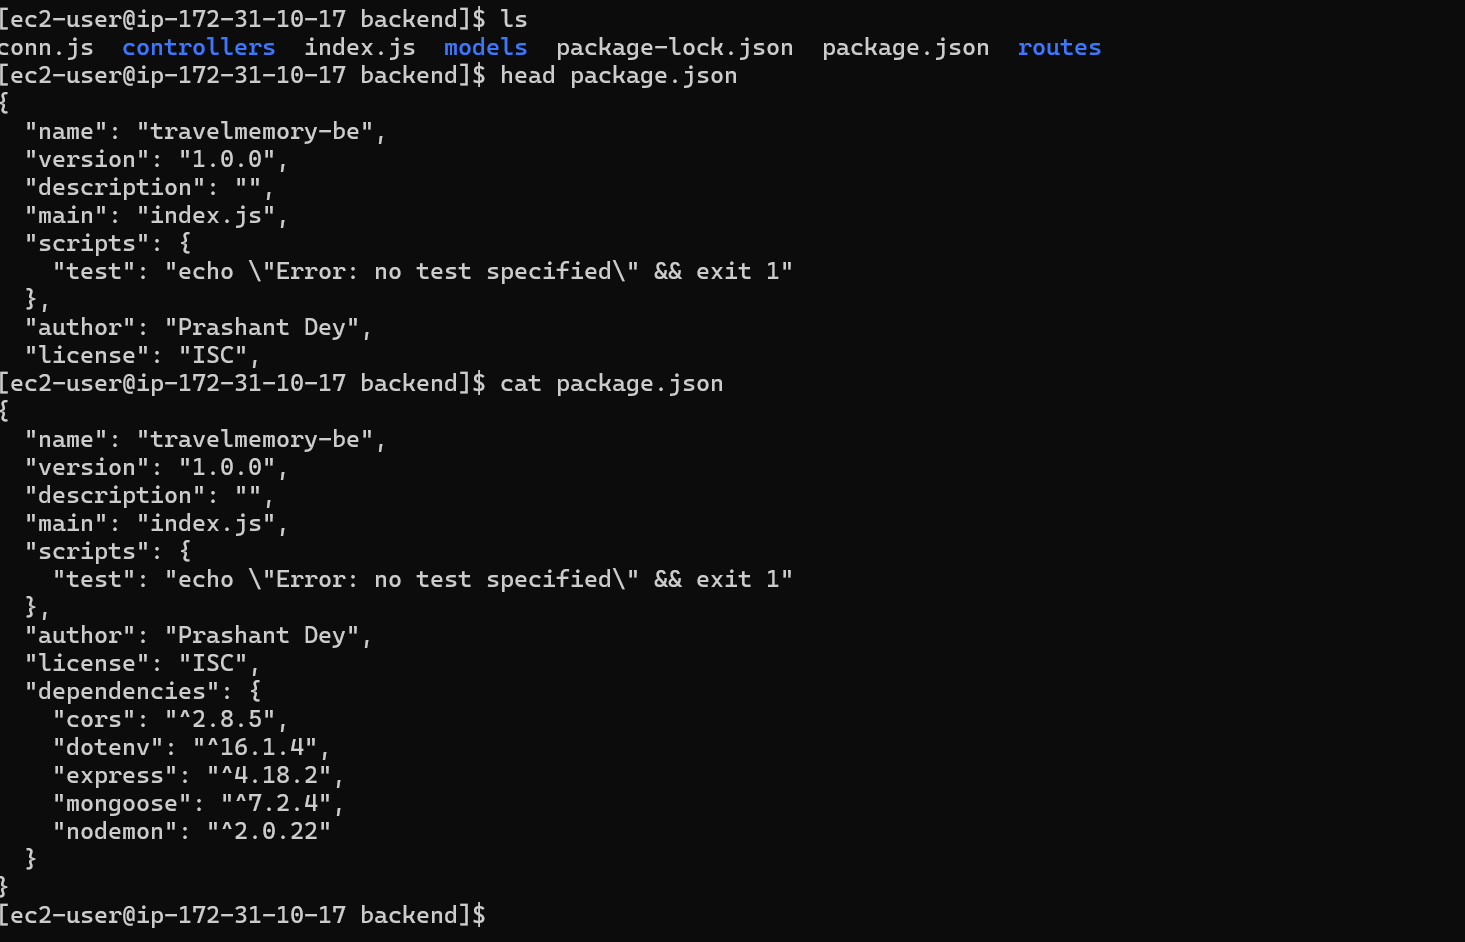 [ec2-user@ip-172-31-10-17 backend]$ ls
conn.js  controllers  index.js  models  package-lock.json  package.json  routes
[ec2-user@ip-172-31-10-17 backend]$ head package.json
{
  "name": "travelmemory-be",
  "version": "1.0.0",
  "description": "",
  "main": "index.js",
  "scripts": {
    "test": "echo \"Error: no test specified\" && exit 1"
  },
  "author": "Prashant Dey",
  "license": "ISC",
[ec2-user@ip-172-31-10-17 backend]$ cat package.json
{
  "name": "travelmemory-be",
  "version": "1.0.0",
  "description": "",
  "main": "index.js",
  "scripts": {
    "test": "echo \"Error: no test specified\" && exit 1"
  },
  "author": "Prashant Dey",
  "license": "ISC",
  "dependencies": {
    "cors": "^2.8.5",
    "dotenv": "^16.1.4",
    "express": "^4.18.2",
    "mongoose": "^7.2.4",
    "nodemon": "^2.0.22"
  }
}
[ec2-user@ip-172-31-10-17 backend]$